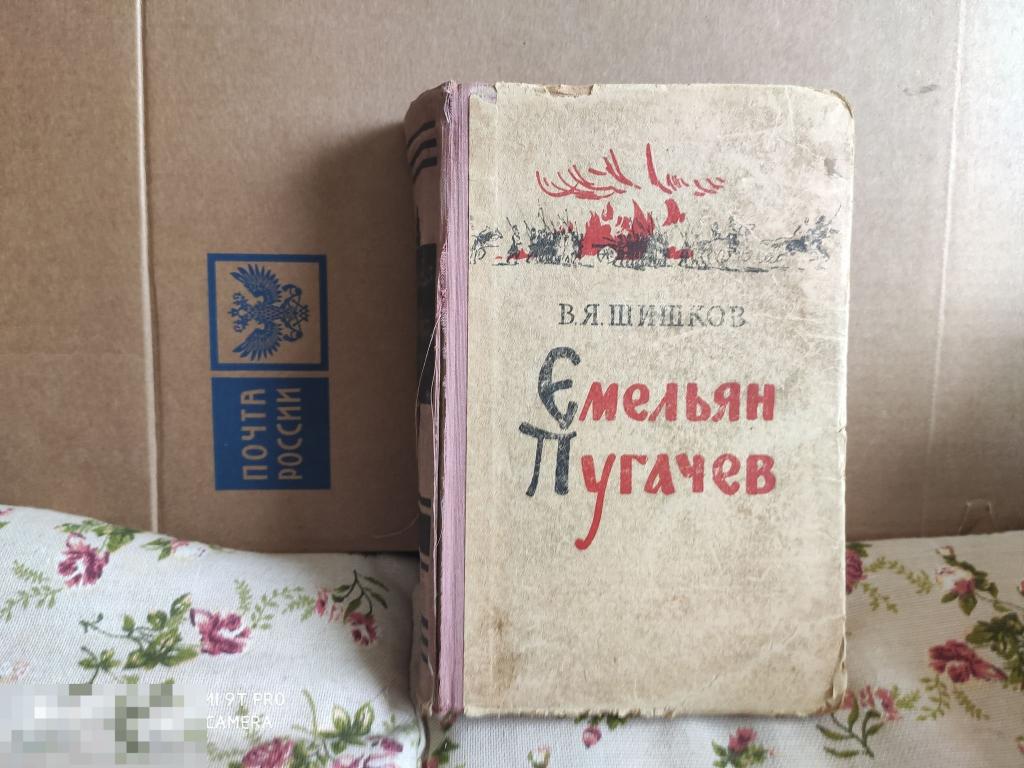 В.Я.ШИШКОВ
Емельян
Пугачев
ПОЧТА
РОССИИ
MI 9T PRO
CAMERA